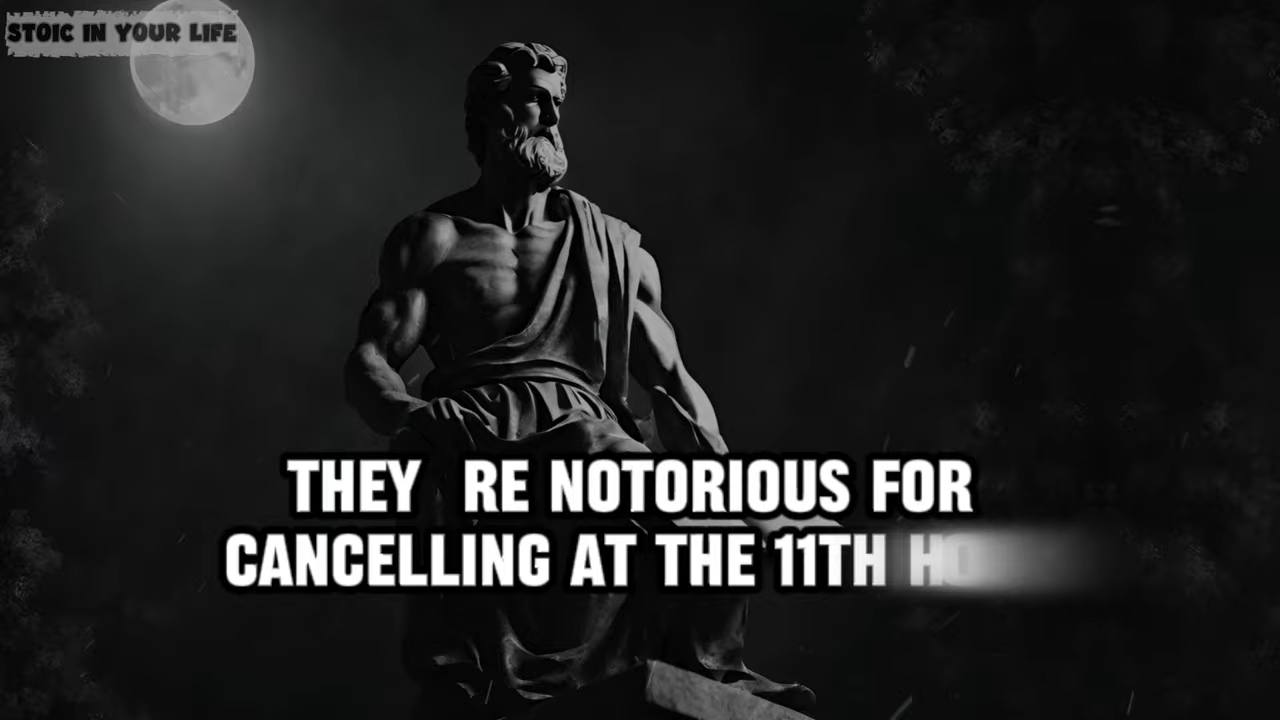 STOIC IN YOUR LIFE
THEY RE NOTORIOUS FOR
CANCELLING AT THE 11TH